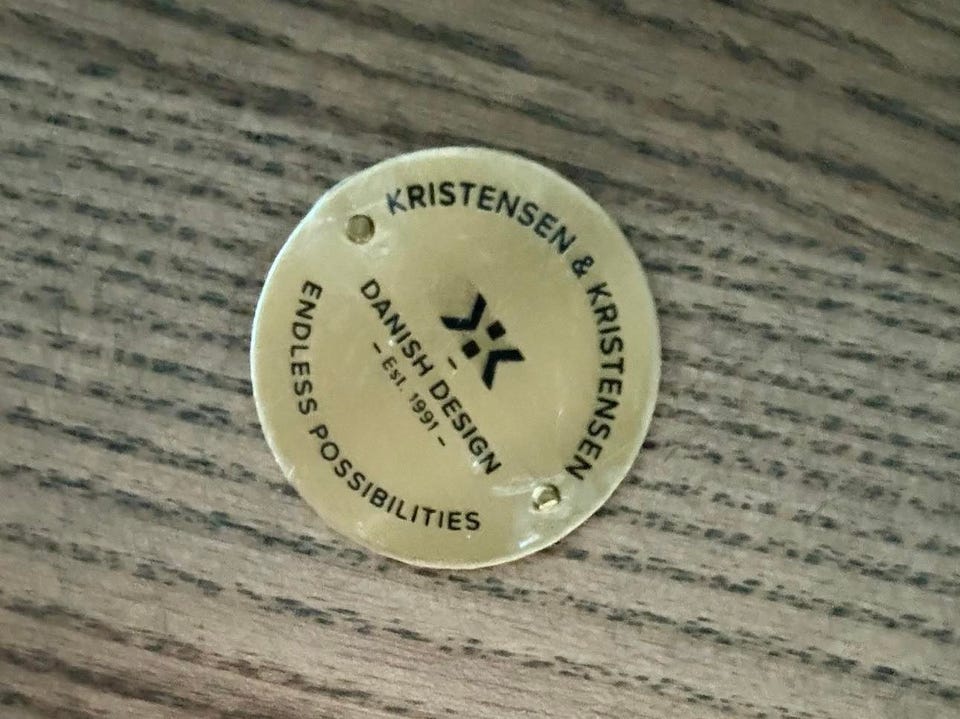 KRISTENSEN & KRISTENSEN
DANISH DESIGN
- Est. 1991 -
ENDLESS POSSIBILITIES